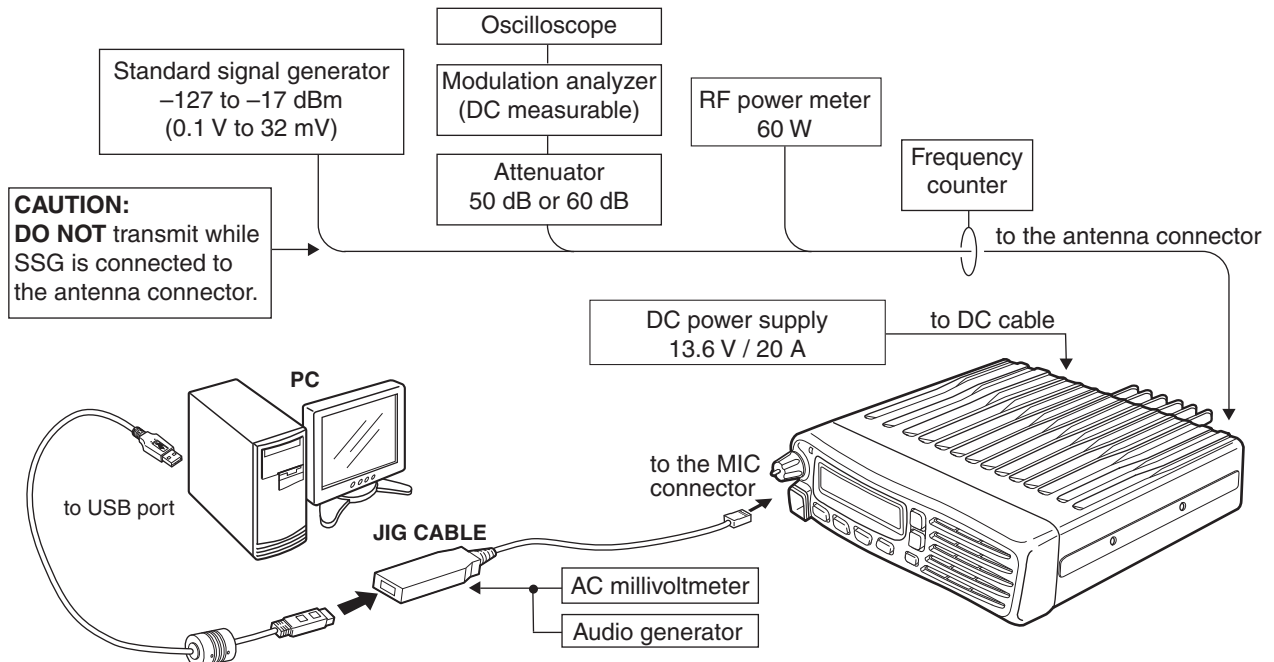 Oscilloscope
Standard signal generator
–127 to –17 dBm
(0.1 V to 32 mV)
Modulation analyzer
(DC measurable)
RF power meter
60 W
Attenuator
50 dB or 60 dB
Frequency
counter
CAUTION:
DO NOT transmit while
SSG is connected to
the antenna connector.
to the antenna connector
DC power supply
13.6 V / 20 A
to DC cable
PC
to the MIC
connector
to USB port
JIG CABLE
AC millivoltmeter
Audio generator